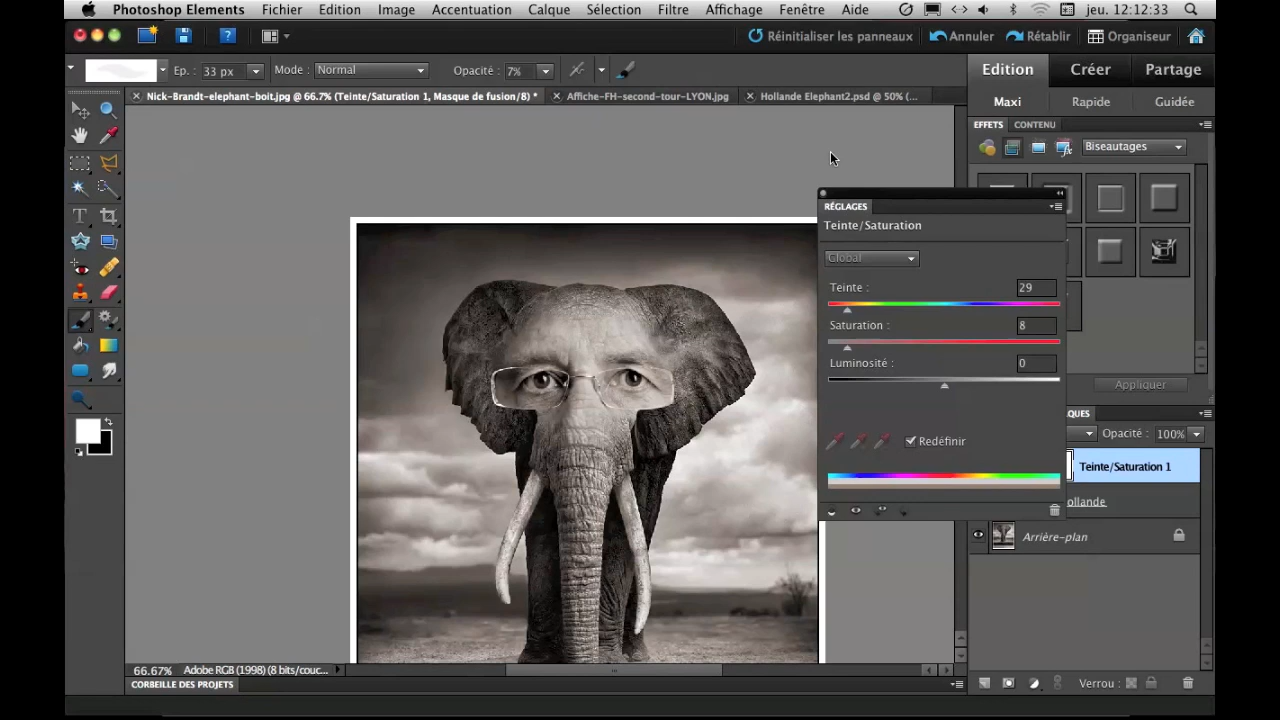 Photoshop Elements Fichier Edition Image Accentuation Calque Sélection Filtre Affichage Fenêtre Aide jeu. 12:12:33
? Réinitialiser les panneaux Annuler Rétablir Organiseur
Ep. : 33 px Mode : Normal Opacité : 7% Edition Créer Partage
Nick-Brandt-elephant-boit.jpg @ 66.7% (Teinte/Saturation 1, Masque de fusion/8) * Affiche-FH-second-tour-LYON.jpg Hollande Elephant2.psd @ 50% (...
Maxi Rapide Guidée
EFFETS CONTENU
Biseautages
RÉGLAGES
Teinte/Saturation
Global
Teinte : 29
Saturation : 8
Luminosité : 0
Appliquer
Redéfinir
QUES
Opacité : 100%
Teinte/Saturation 1
ollande
Arrière-plan
66.67% Adobe RGB (1998) (8 bits/couc...
CORBEILLE DES PROJETS
Verrou :